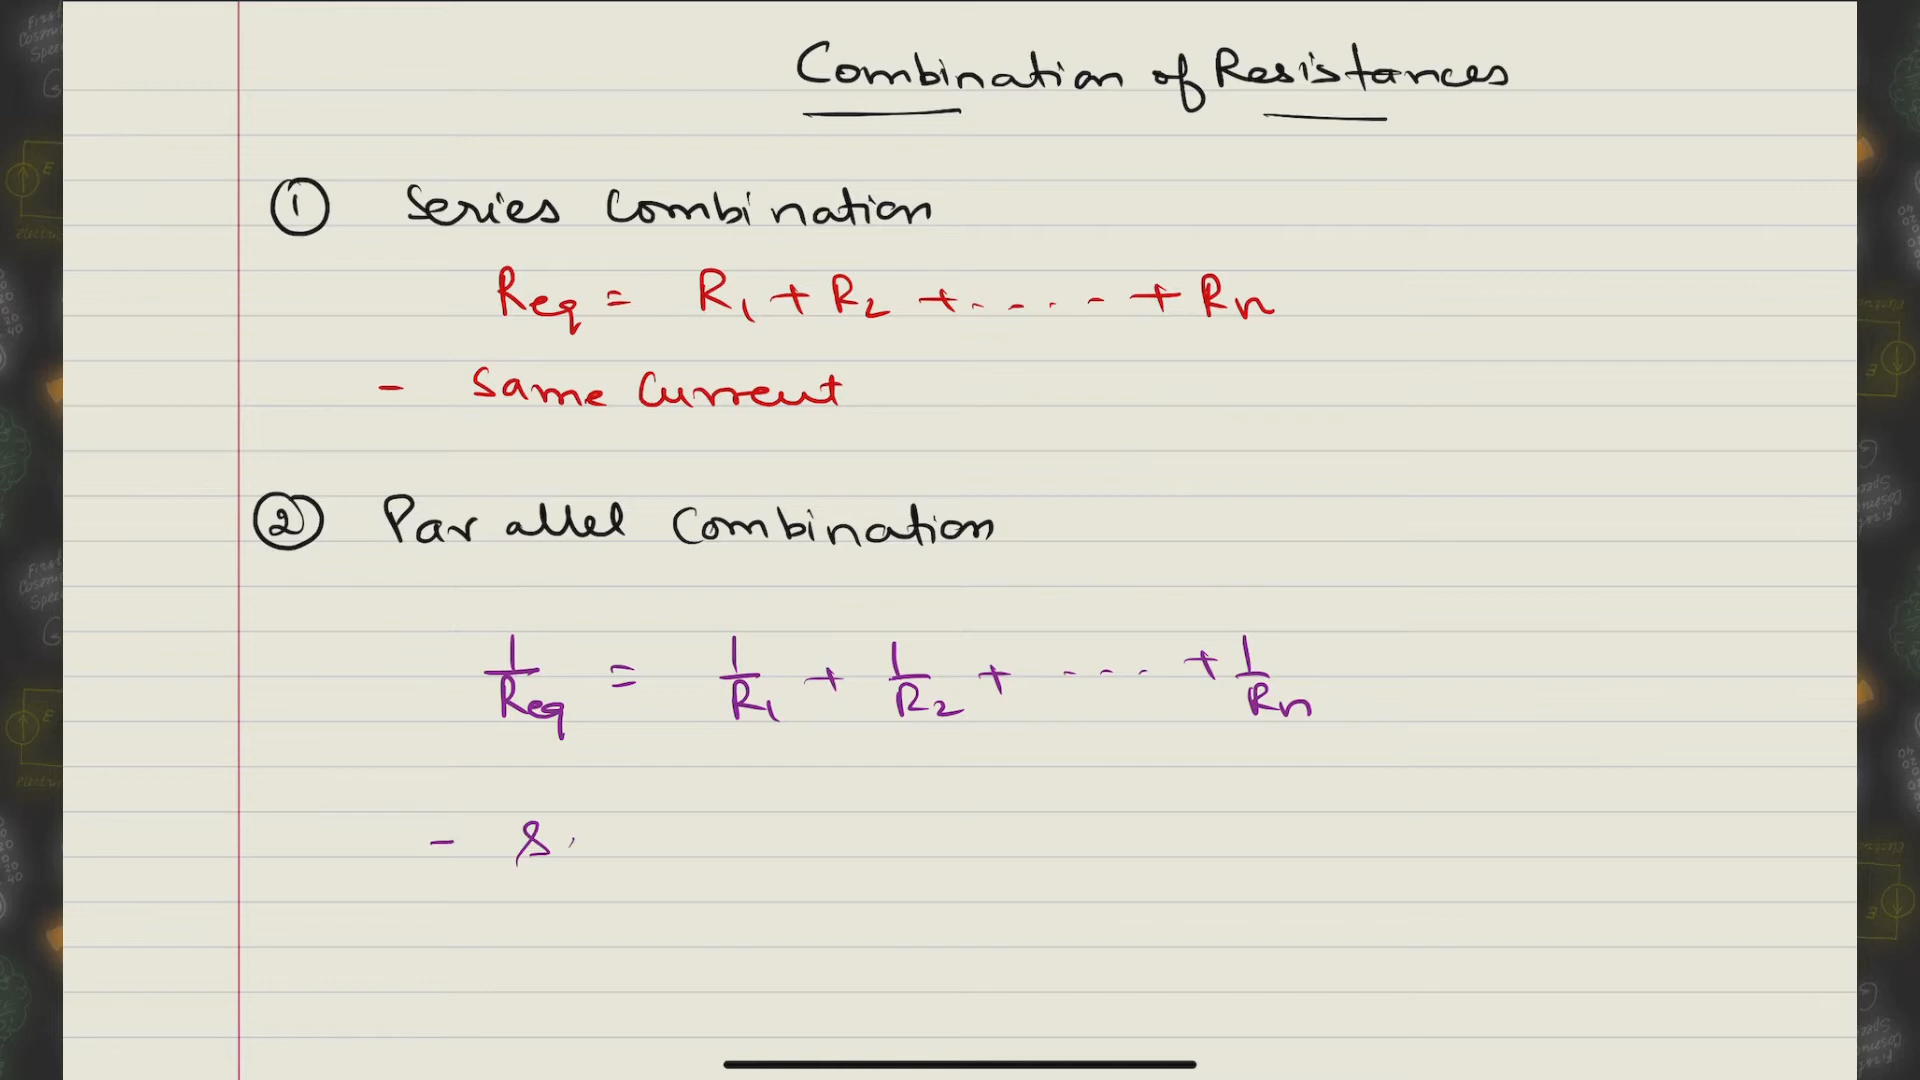 Combination of Resistances
① Series Combination
Req = R₁ + R₂ + ..... + Rn
- Same Current
② Parallel Combination
1/Req = 1/R₁ + 1/R₂ + .... + 1/Rn
- S